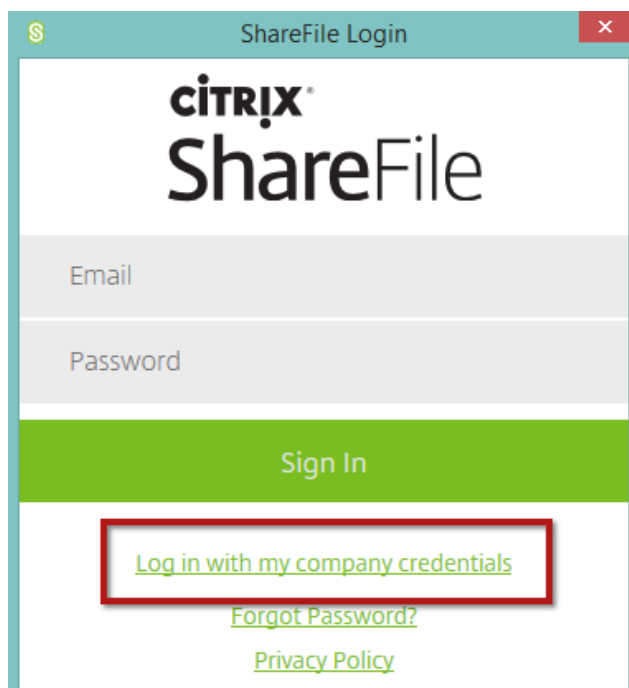 ShareFile Login
CITRIX
ShareFile
Email
Password
Sign In
Log in with my company credentials
Forgot Password?
Privacy Policy